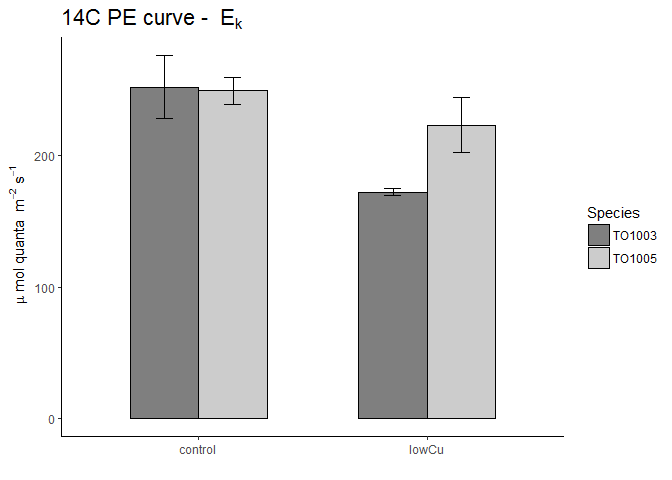 14C PE curve - Eₖ
μ mol quanta m⁻² s⁻¹
200
100
0
control lowCu
Species
TO1003
TO1005